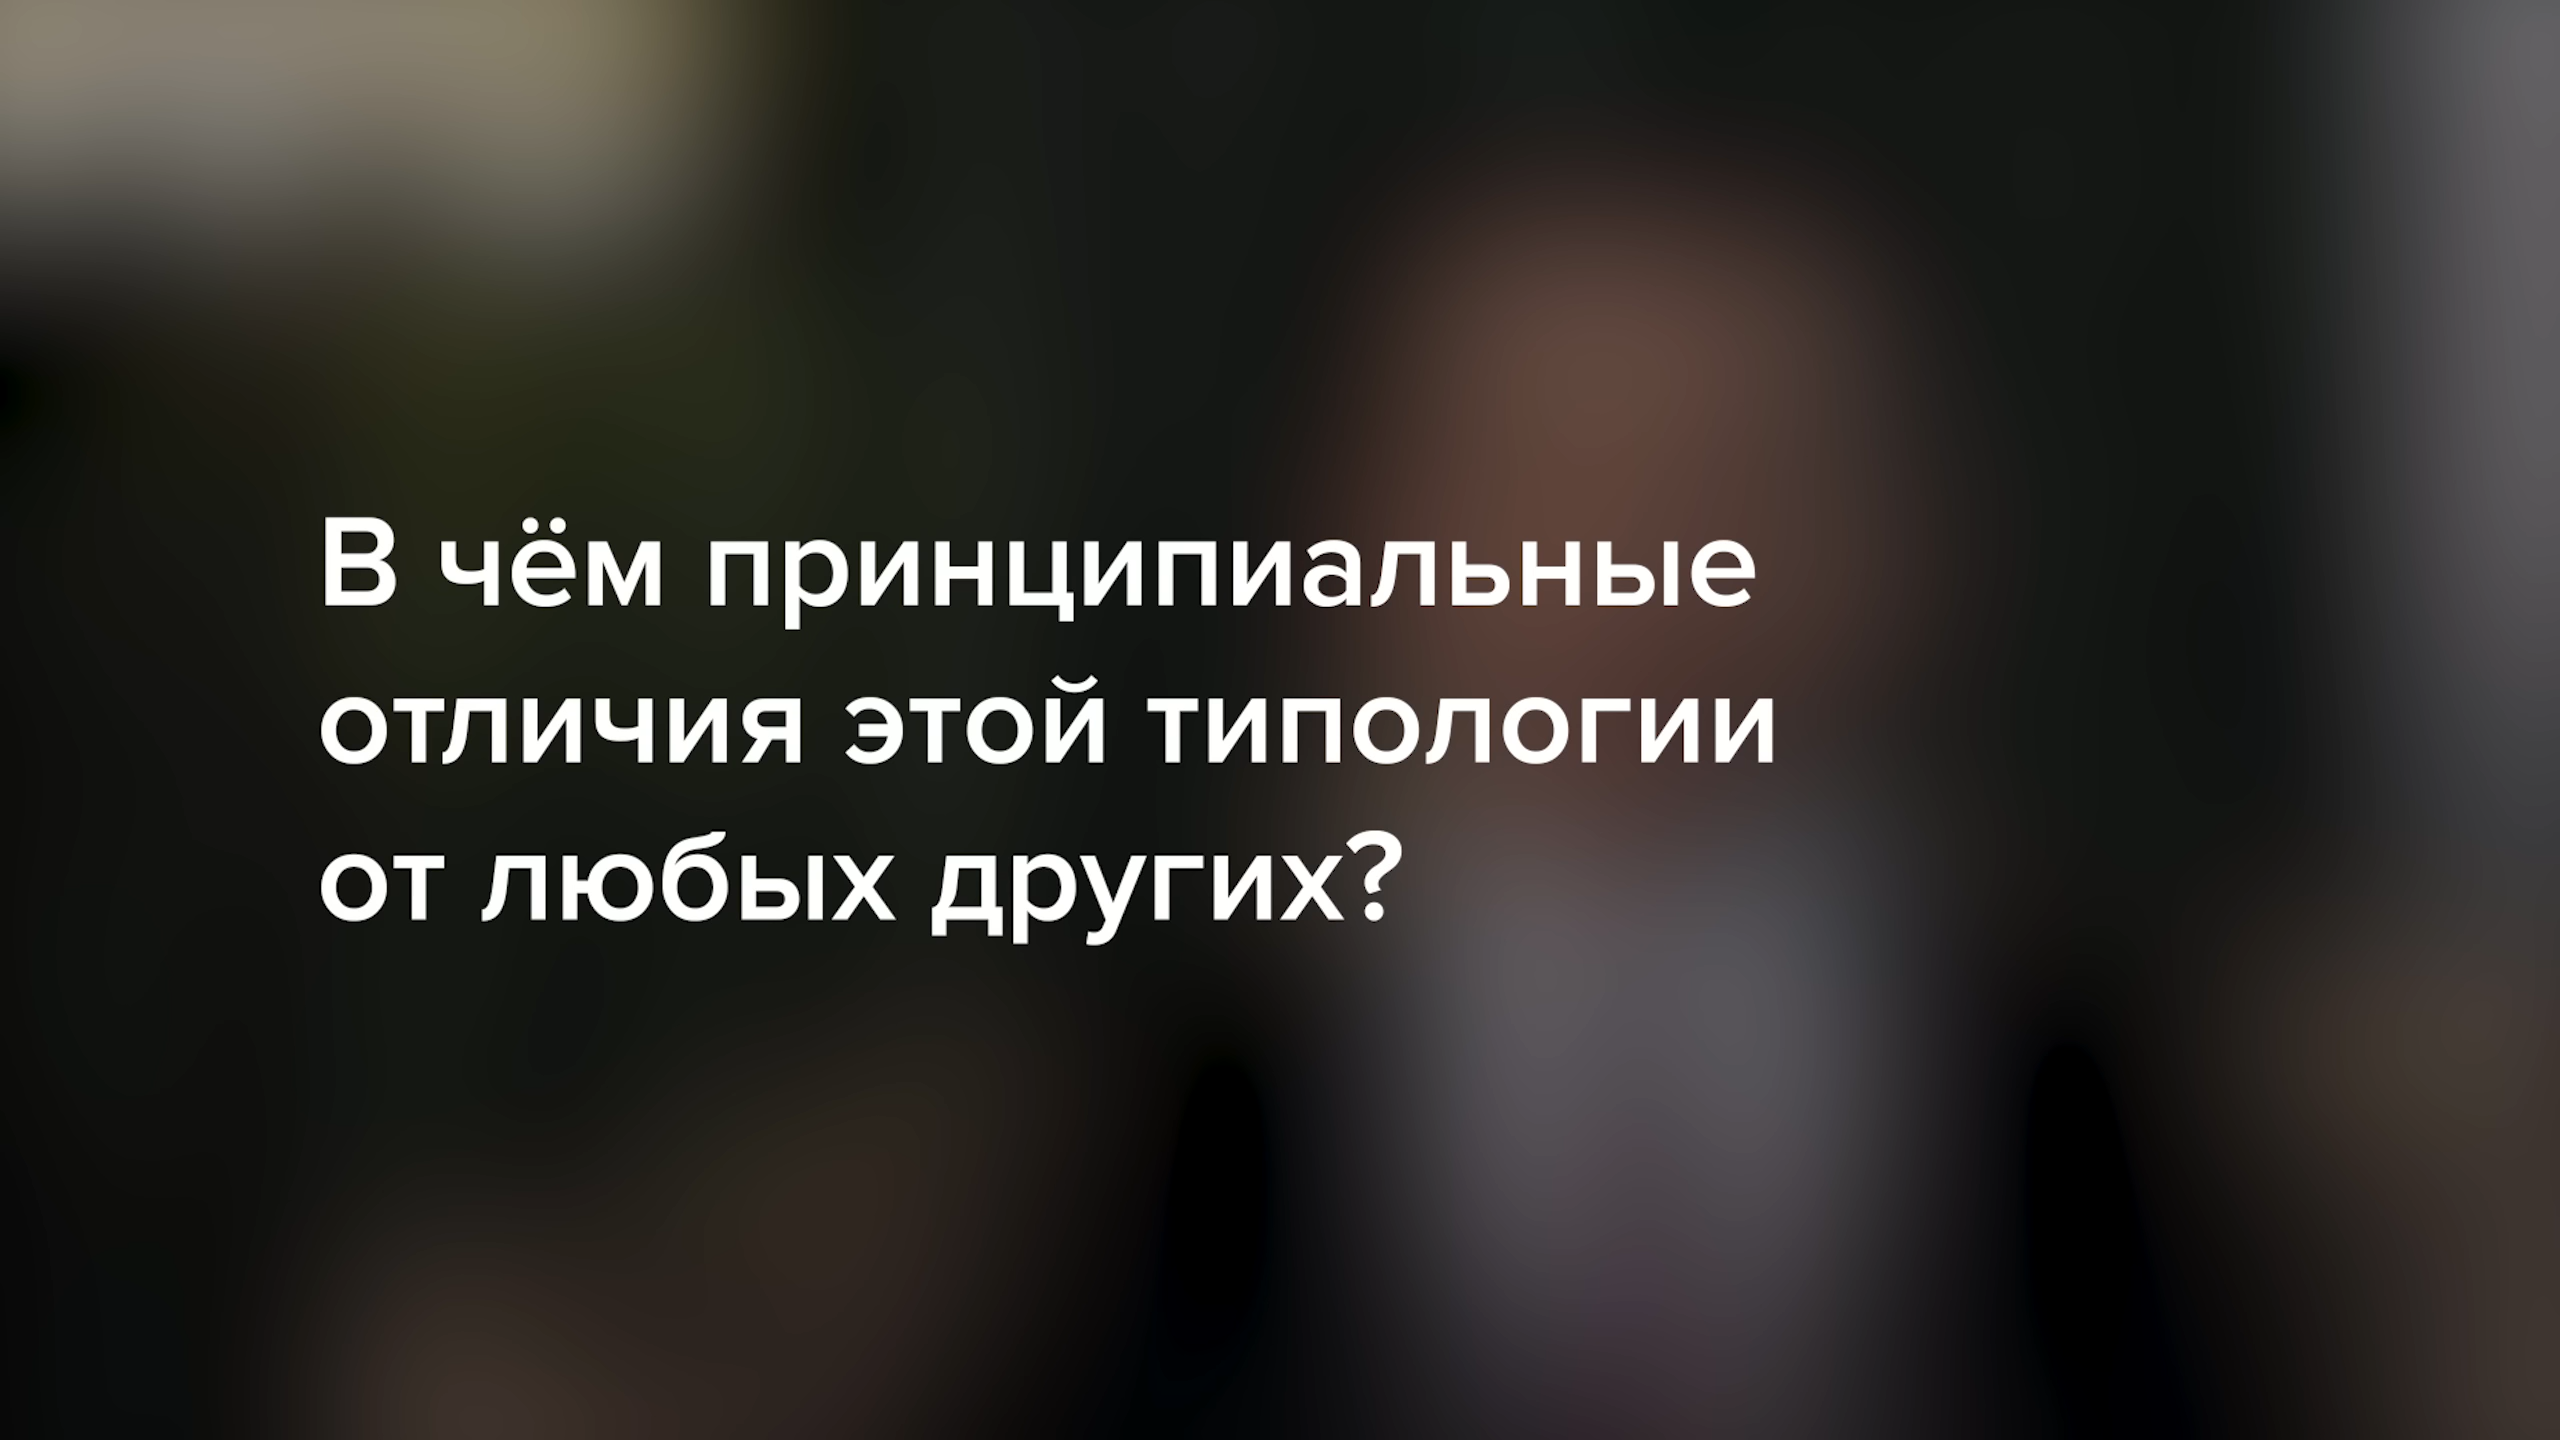 В чём принципиальные
отличия этой типологии
от любых других?